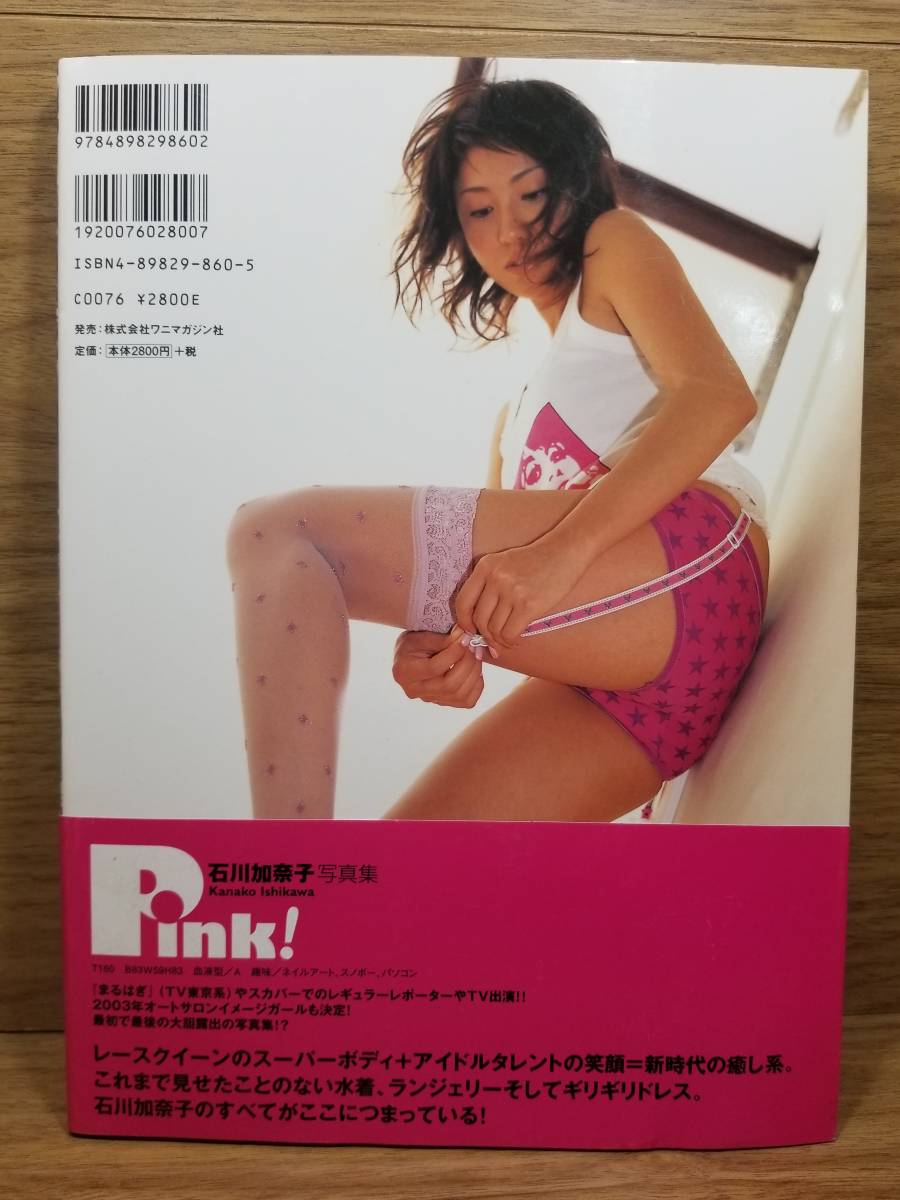 9784898298602
1920076028007
ISBN4-89829-860-5
C0076 ¥2800E
発売：株式会社ワニマガジン社
定価：本体2800円+税
Pink!
石川加奈子写真集
Kanako Ishikawa
T160 B83W59H83 血液型／A 趣味／ネイルアート、スノボー、パソコン
『まるはぎ』（TV東京系）やスカパーでのレギュラーレポーターやTV出演!!
2003年オートサロンイメージガールも決定!
最初で最後の大胆露出の写真集!?
レースクイーンのスーパーボディ+アイドルタレントの笑顔＝新時代の癒し系。
これまで見せたことのない水着、ランジェリーそしてギリギリドレス。
石川加奈子のすべてがここにつまっている!